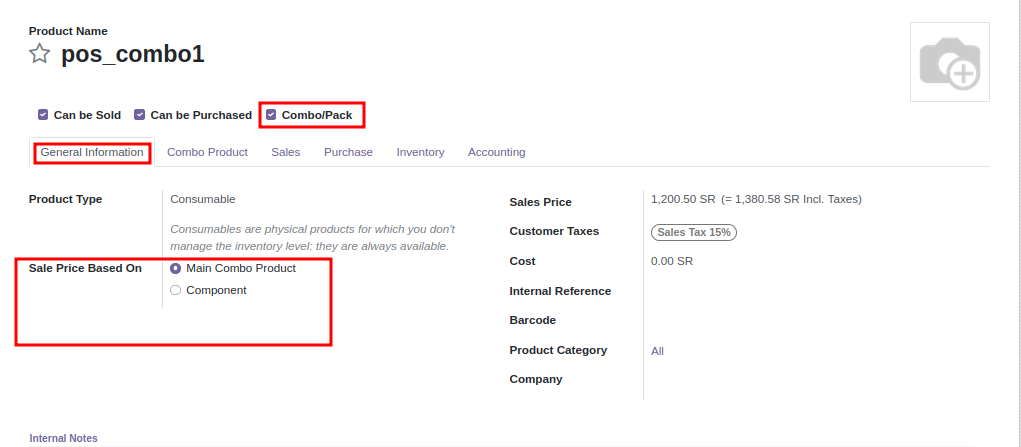 Product Name
pos_combo1
Can be Sold Can be Purchased Combo/Pack
General Information Combo Product Sales Purchase Inventory Accounting
Product Type Consumable
Consumables are physical products for which you don't
manage the inventory level: they are always available.
Sale Price Based On Main Combo Product
Component
Sales Price 1,200.50 SR (= 1,380.58 SR Incl. Taxes)
Customer Taxes Sales Tax 15%
Cost 0.00 SR
Internal Reference
Barcode
Product Category All
Company
Internal Notes